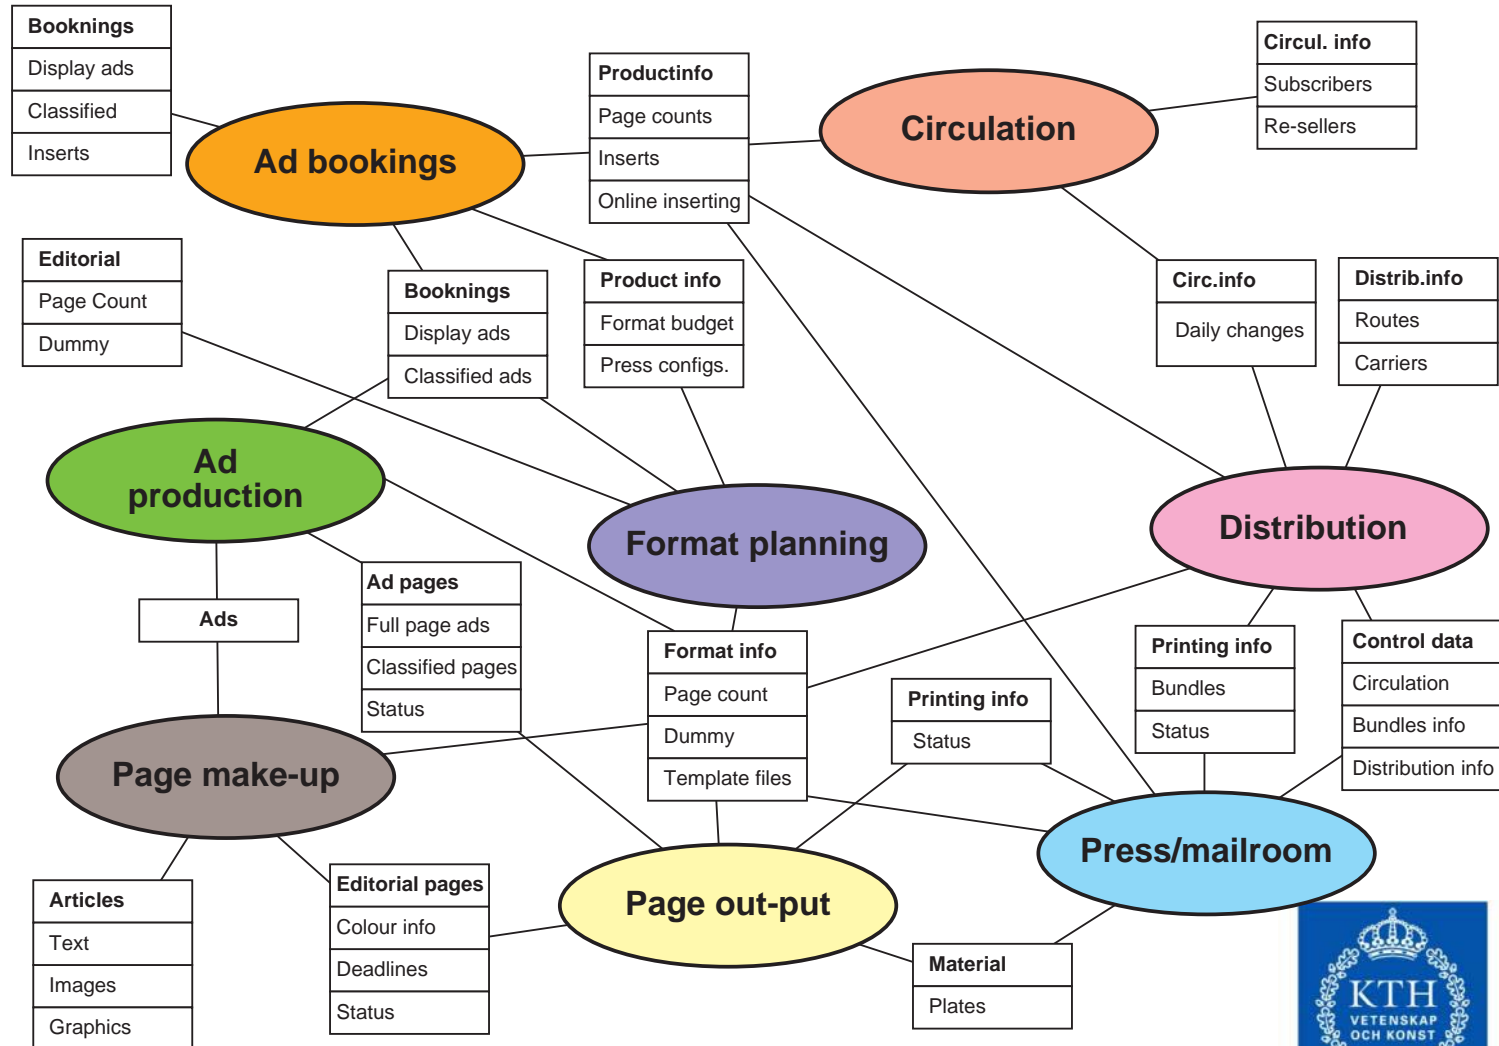 Booknings
Display ads
Classified
Inserts
Ad bookings
Productinfo
Page counts
Inserts
Online inserting
Circulation
Circul. info
Subscribers
Re-sellers
Editorial
Page Count
Dummy
Booknings
Display ads
Classified ads
Product info
Format budget
Press configs.
Circ.info
Daily changes
Distrib.info
Routes
Carriers
Ad
production
Format planning
Distribution
Ads
Ad pages
Full page ads
Classified pages
Status
Format info
Page count
Dummy
Template files
Printing info
Status
Printing info
Bundles
Status
Control data
Circulation
Bundles info
Distribution info
Page make-up
Page out-put
Press/mailroom
Articles
Text
Images
Graphics
Editorial pages
Colour info
Deadlines
Status
Material
Plates
KTH
VETENSKAP
OCH KONST